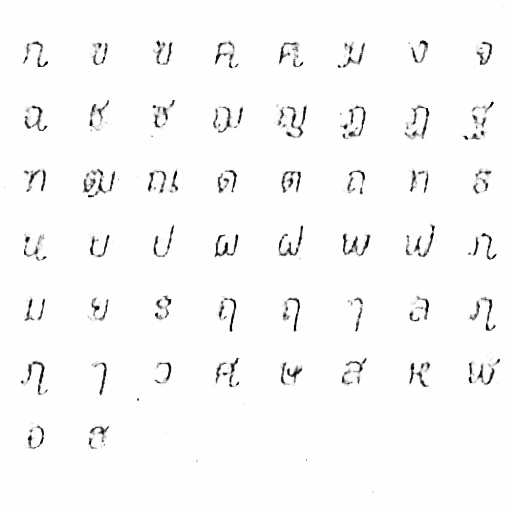 ก ข ฃ ค ฅ ฆ ง จ
ฉ ช ซ ฌ ญ ฎ ฏ ฐ
ฑ ฒ ณ ด ต ถ ท ธ
น บ ป ผ ฝ พ ฟ ภ
ม ย ร ฤ ฤ ๅ ล ฦ
ฦ ๅ ว ศ ษ ส ห ฬ
อ ฮ